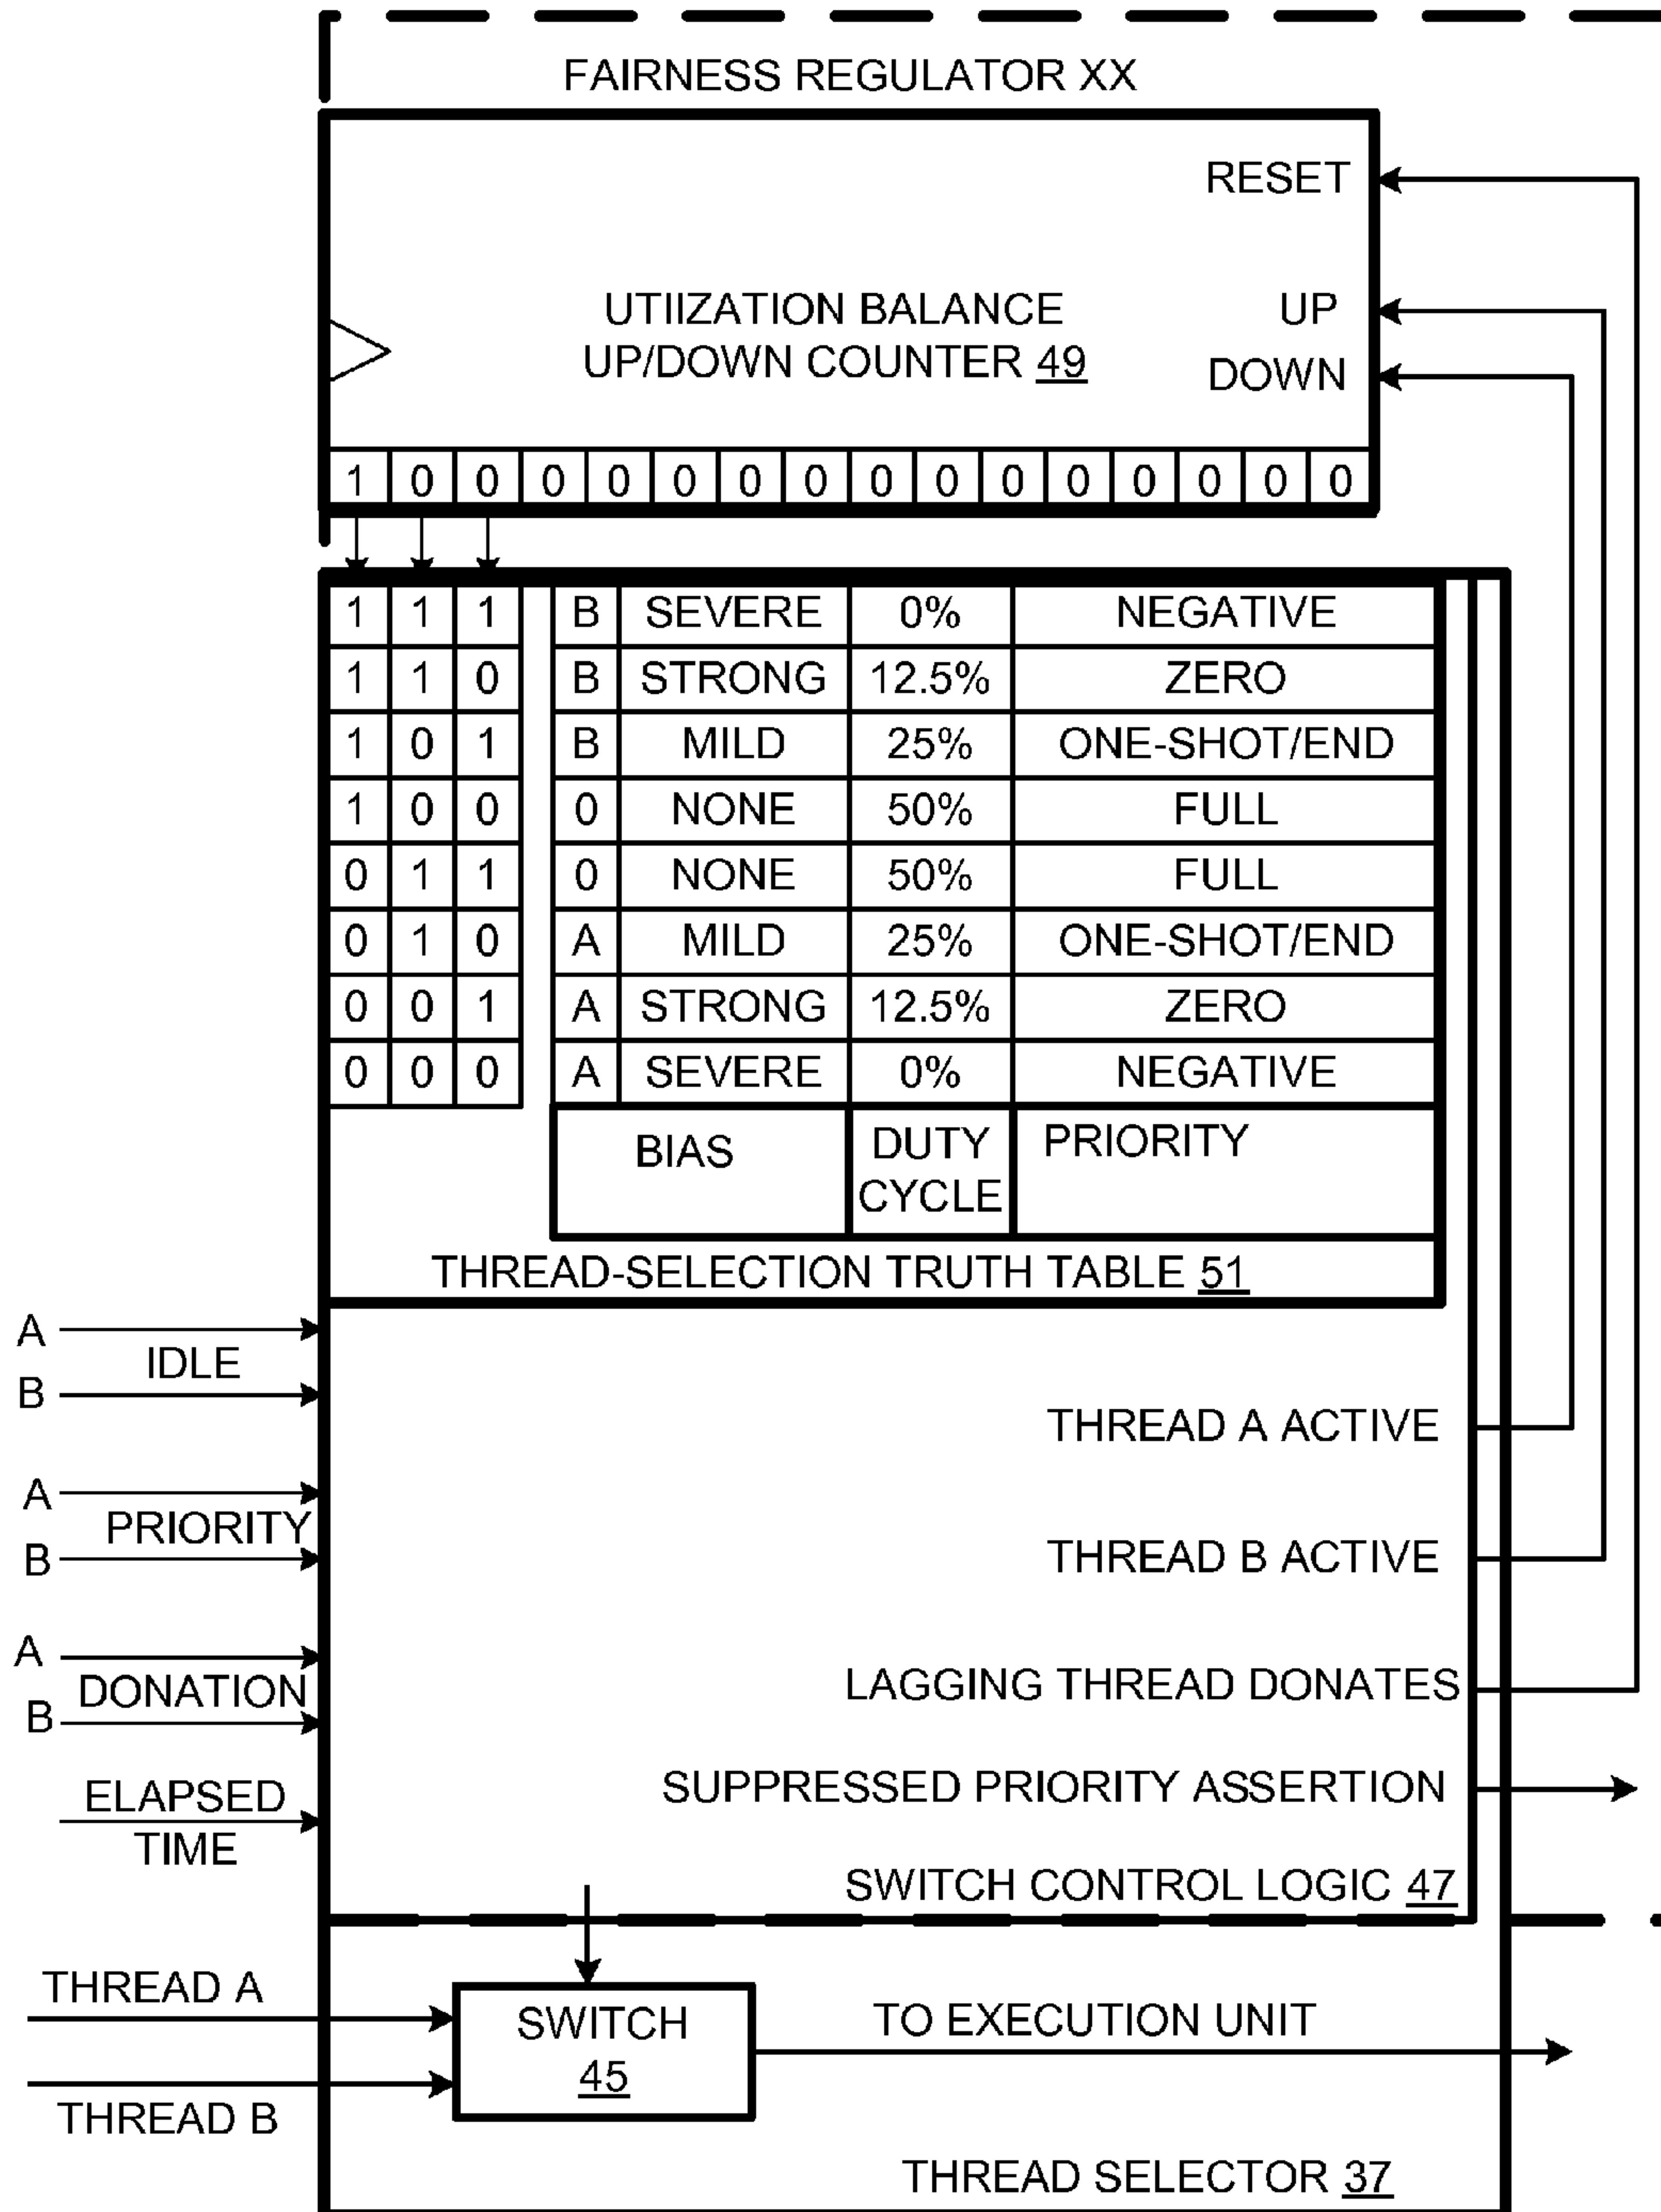 FAIRNESS REGULATOR XX
RESET
UTIIZATION BALANCE UP
UP/DOWN COUNTER 49 DOWN
1 0 0 0 0 0 0 0 0 0 0 0 0 0 0 0
1 1 1 B SEVERE 0% NEGATIVE
1 1 0 B STRONG 12.5% ZERO
1 0 1 B MILD 25% ONE-SHOT/END
1 0 0 0 NONE 50% FULL
0 1 1 0 NONE 50% FULL
0 1 0 A MILD 25% ONE-SHOT/END
0 0 1 A STRONG 12.5% ZERO
0 0 0 A SEVERE 0% NEGATIVE
BIAS DUTY PRIORITY
CYCLE
THREAD-SELECTION TRUTH TABLE 51
A
IDLE
B
THREAD A ACTIVE
A
PRIORITY
B
THREAD B ACTIVE
A
DONATION
B
LAGGING THREAD DONATES
ELAPSED
TIME
SUPPRESSED PRIORITY ASSERTION
SWITCH CONTROL LOGIC 47
THREAD A
SWITCH
45
TO EXECUTION UNIT
THREAD B
THREAD SELECTOR 37